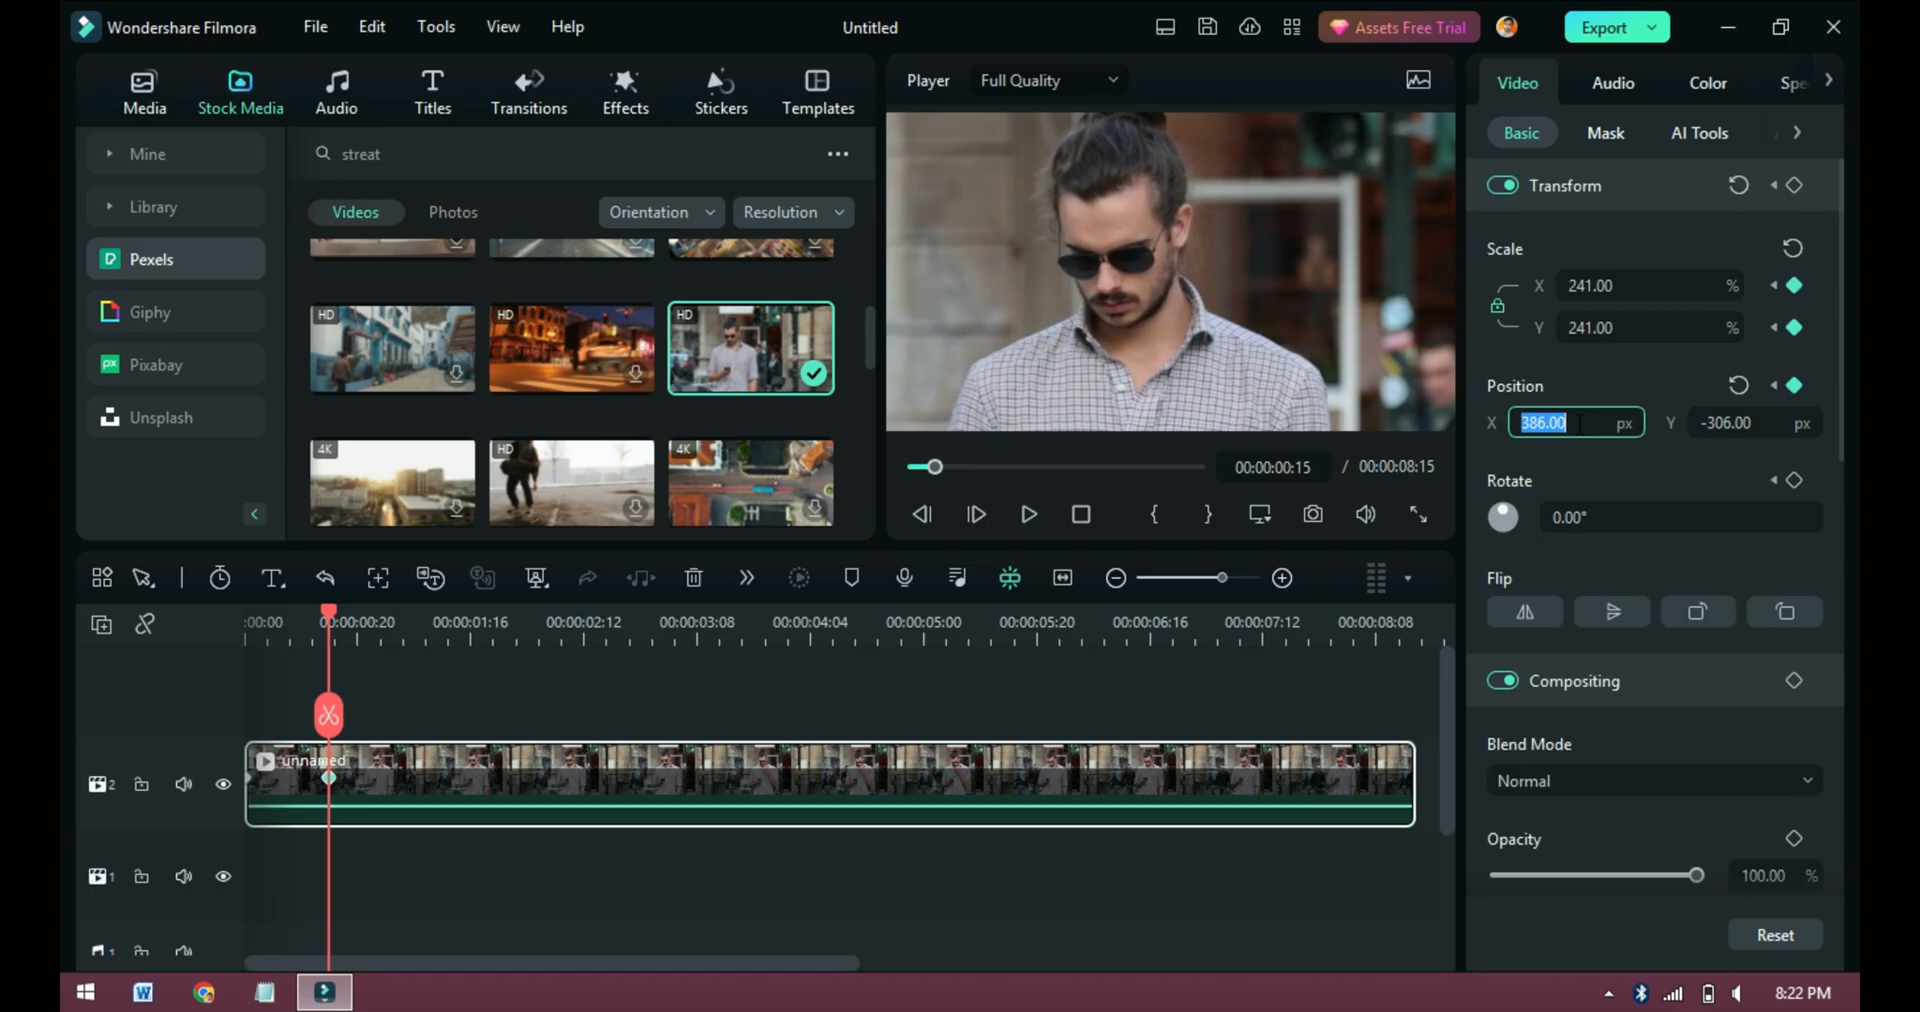 Wondershare Filmora File Edit Tools View Help Untitled Assets Free Trial Export
Media Stock Media Audio Titles Transitions Effects Stickers Templates
Player Full Quality
Video Audio Color Spe
Mine
Library
Pexels
Giphy
Pixabay
Unsplash
streat
Videos Photos Orientation Resolution
HD HD HD
4K HD 4K
00:00:00:15 / 00:00:08:15
Basic Mask AI Tools
Transform
Scale
X 241.00 %
Y 241.00 %
Position
X 386.00 px Y -306.00 px
Rotate
0.00°
Flip
Compositing
Blend Mode
Normal
Opacity
100.00 %
Reset
:00:00 00:00:00:20 00:00:01:16 00:00:02:12 00:00:03:08 00:00:04:04 00:00:05:00 00:00:05:20 00:00:06:16 00:00:07:12 00:00:08:08
unnamed
2
1
1
8:22 PM